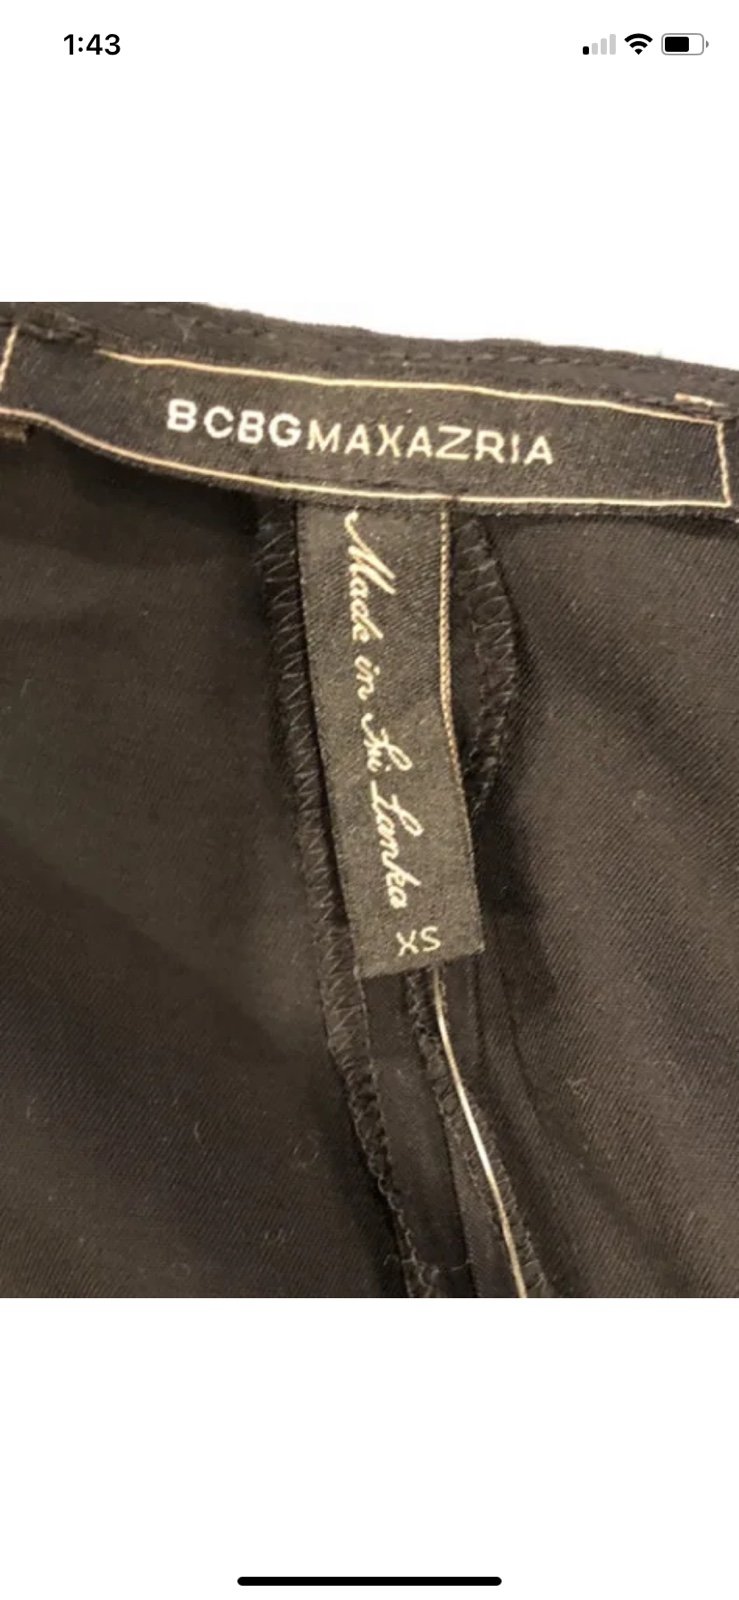 1:43
BCBGMAXAZRIA
Made in Sri Lanka
XS